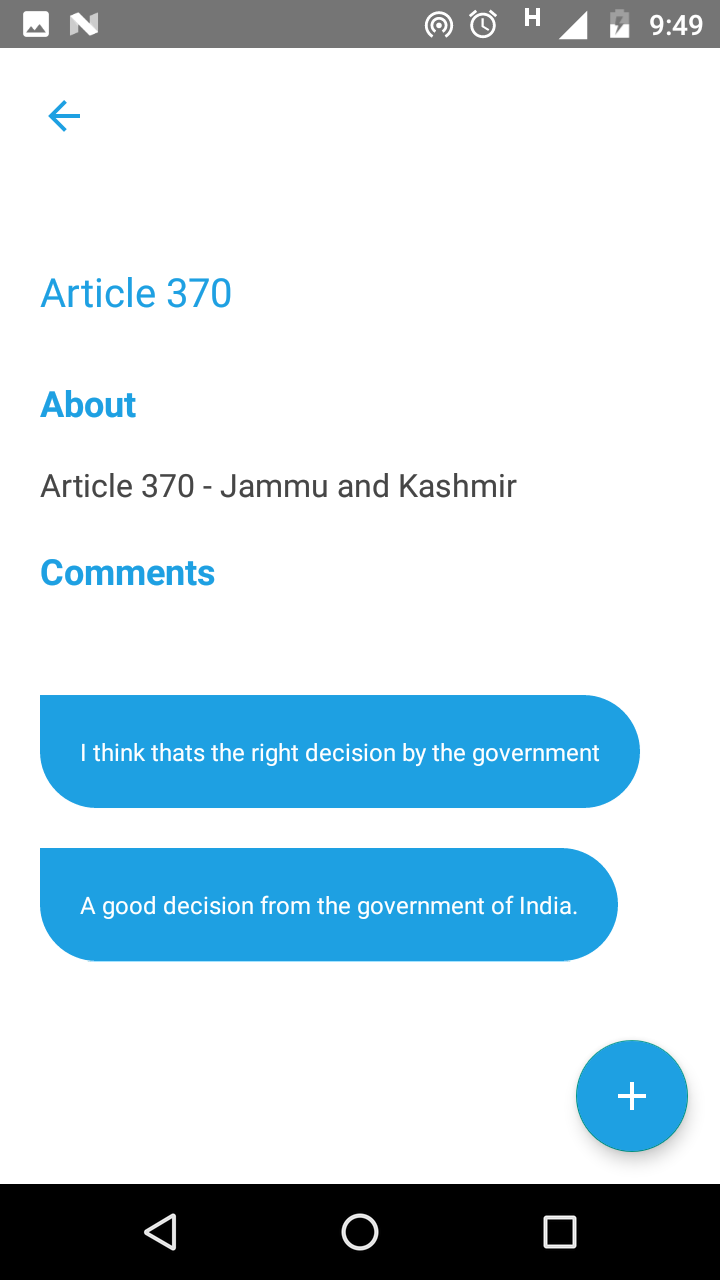 H 9:49
Article 370
About
Article 370 - Jammu and Kashmir
Comments
I think thats the right decision by the government
A good decision from the government of India.
+